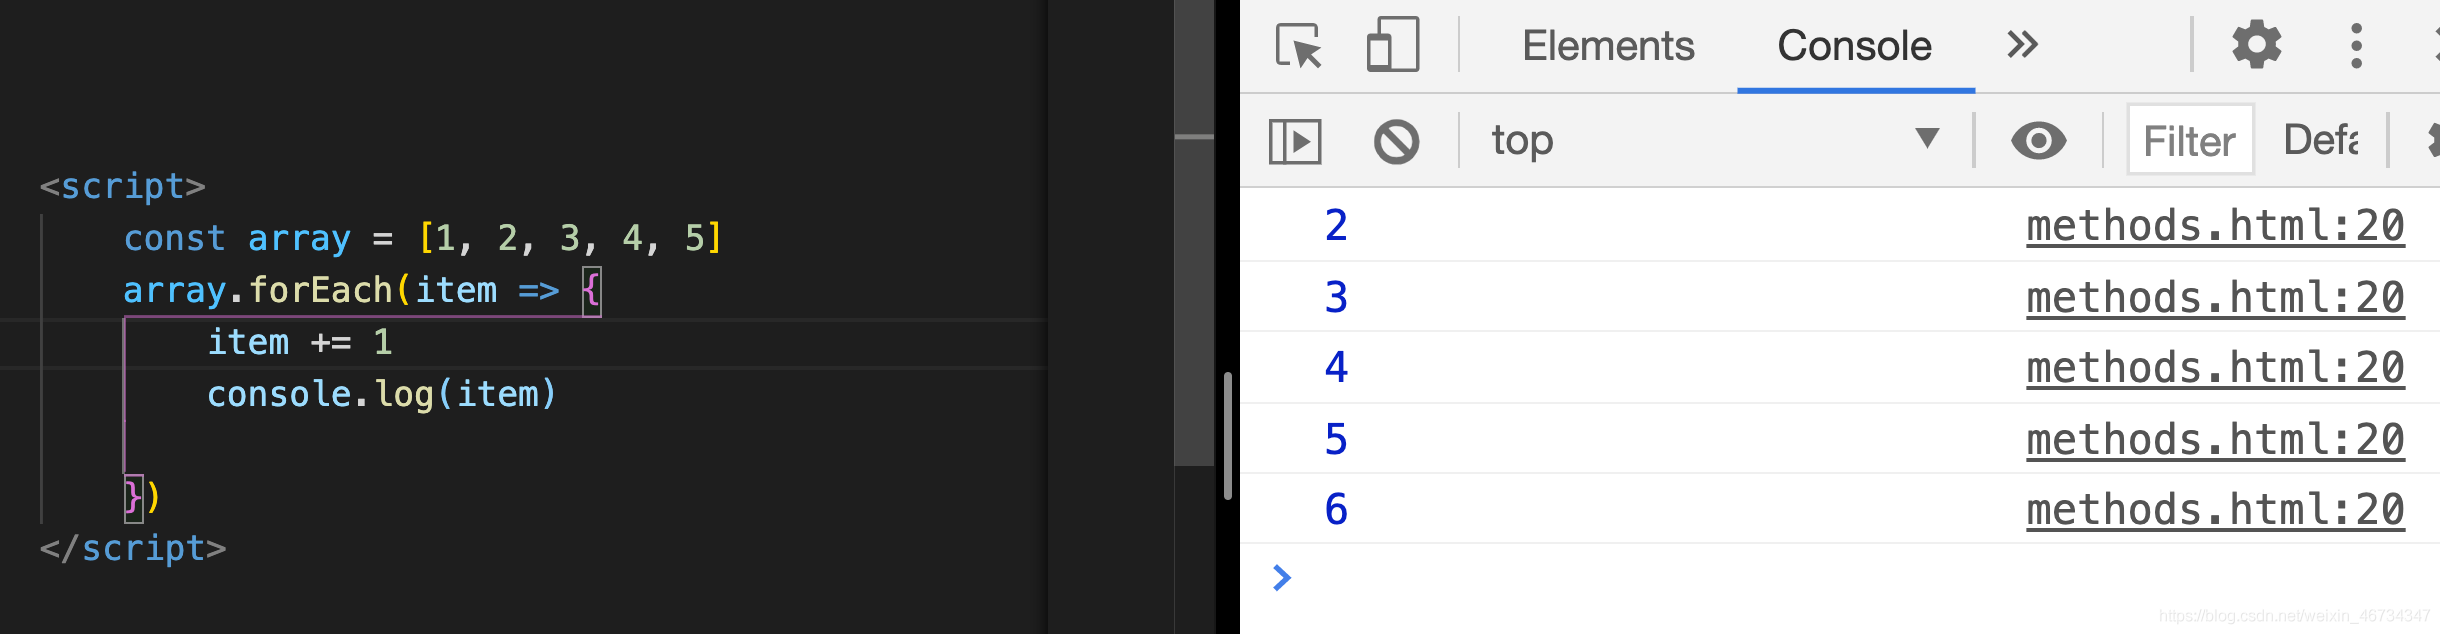 <script>
const array = [1, 2, 3, 4, 5]
array.forEach(item => {
item += 1
console.log(item)
})
</script>
Elements Console
top Filter Defa
2 methods.html:20
3 methods.html:20
4 methods.html:20
5 methods.html:20
6 methods.html:20
https://blog.csdn.net/weixin_46734347